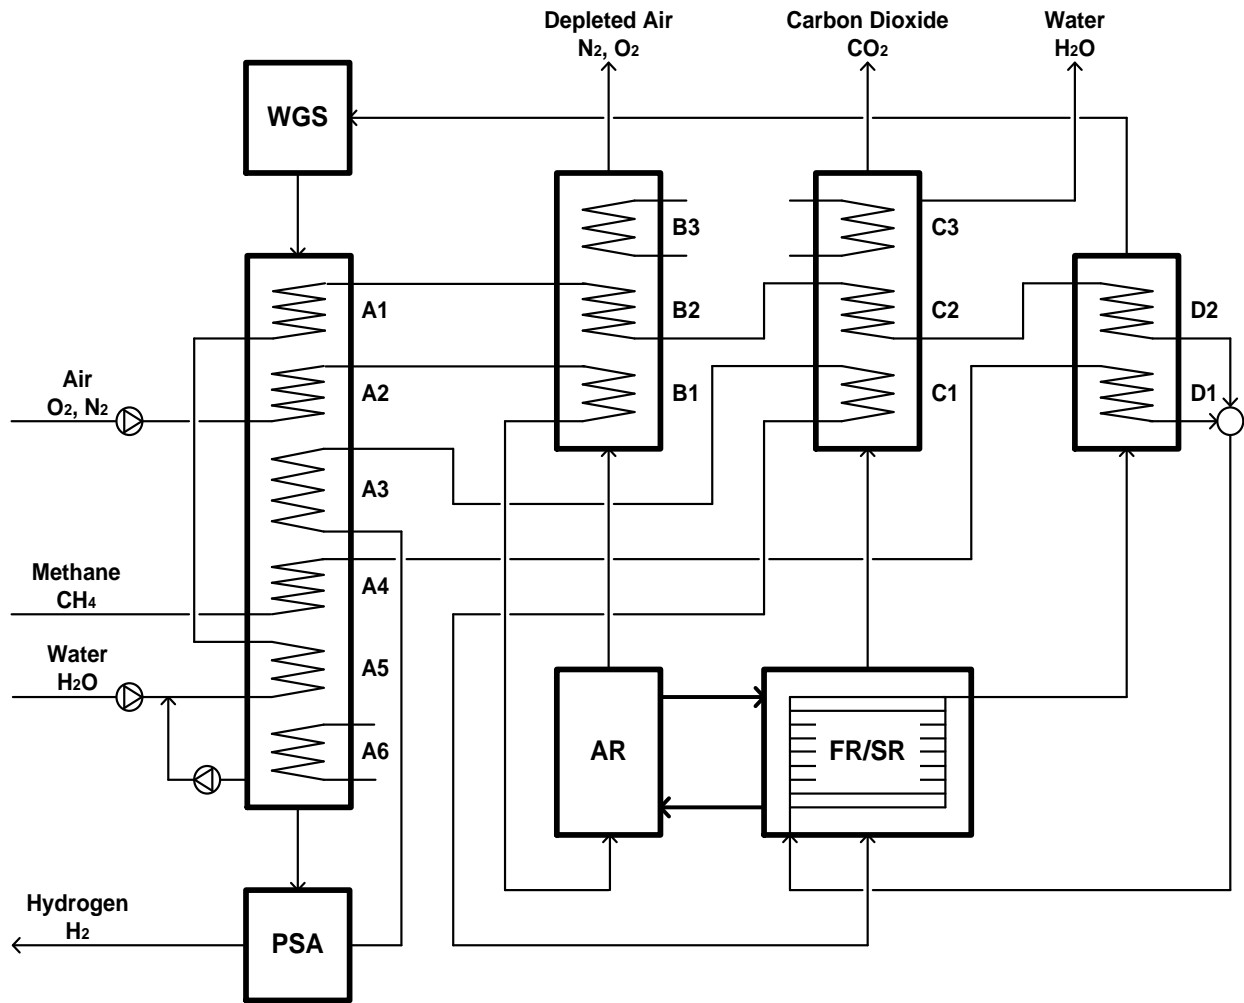 Depleted Air
N2, O2
Carbon Dioxide
CO2
Water
H2O
WGS
B3
C3
A1
B2
C2
D2
Air
O2, N2
A2
B1
C1
D1
A3
Methane
CH4
A4
Water
H2O
A5
A6
AR
FR/SR
Hydrogen
H2
PSA